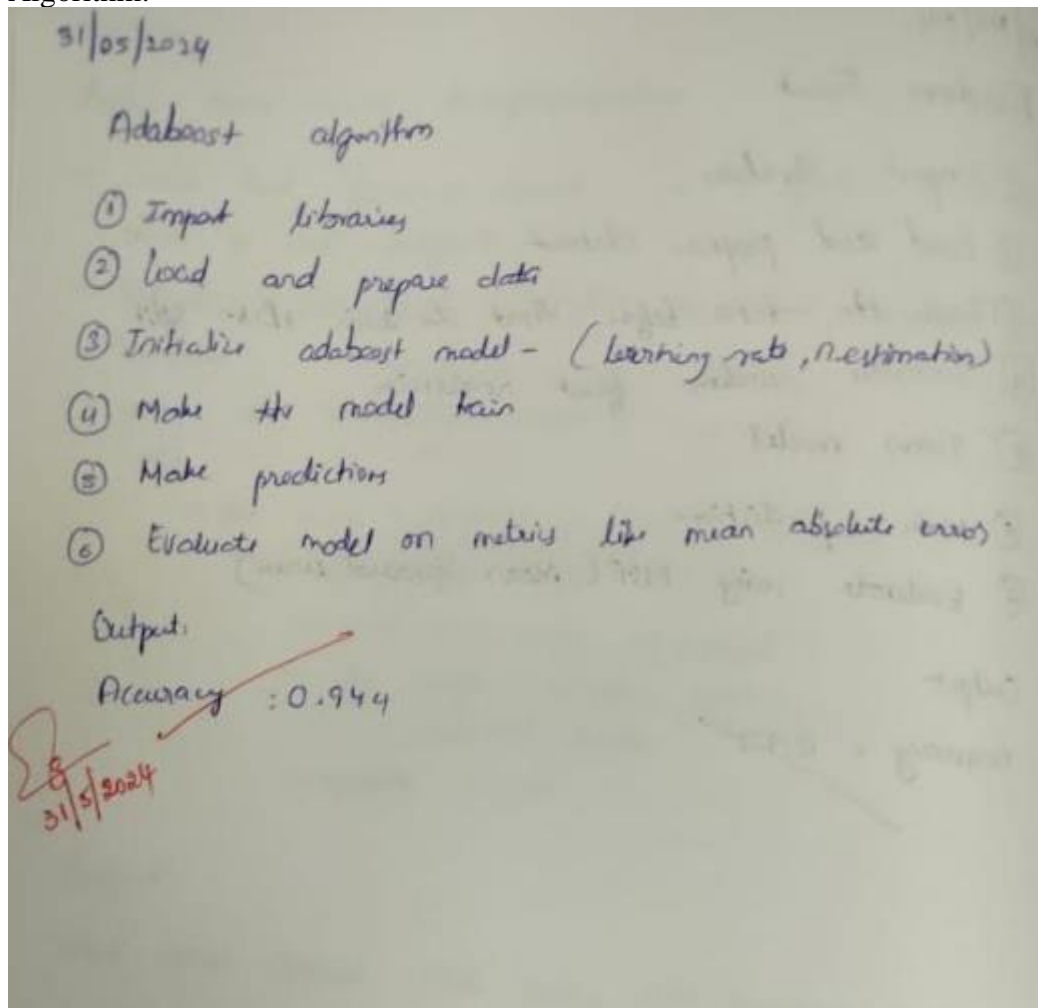 Algorithm:
31/05/2024
Adaboost algorithm
① Import libraries
② load and prepare data
③ Initialize adaboost model - (learning rate, n.estimation)
④ Make the model train
⑤ Make predictions
⑥ Evaluate model on metrics like mean absolute error
Output:
Accuracy : 0.944
31/5/2024